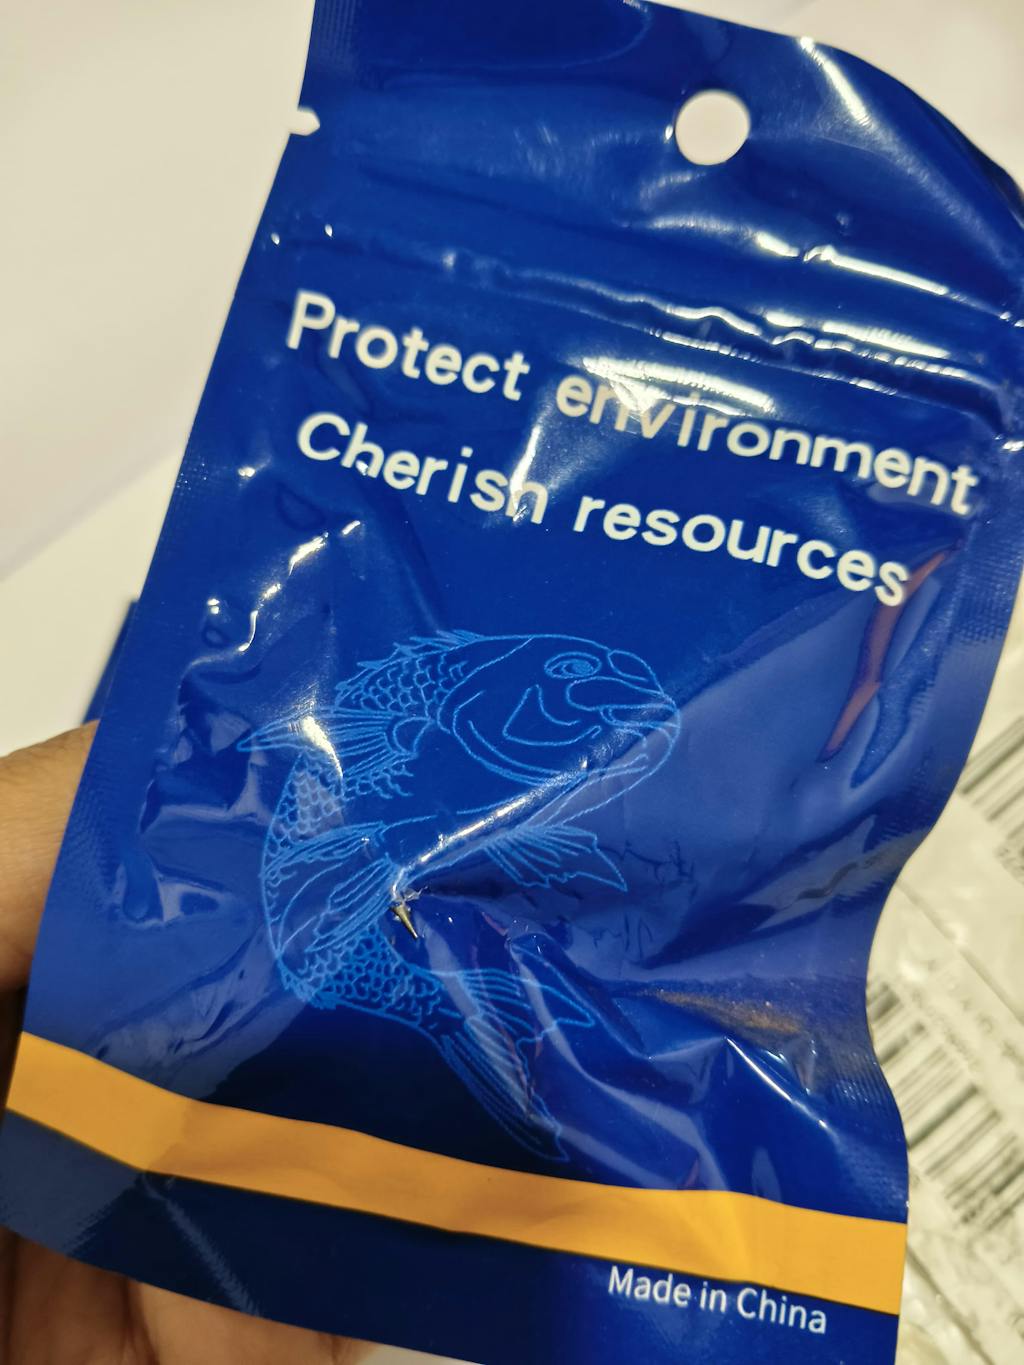 Protect environment
Cherish resources
Made in China